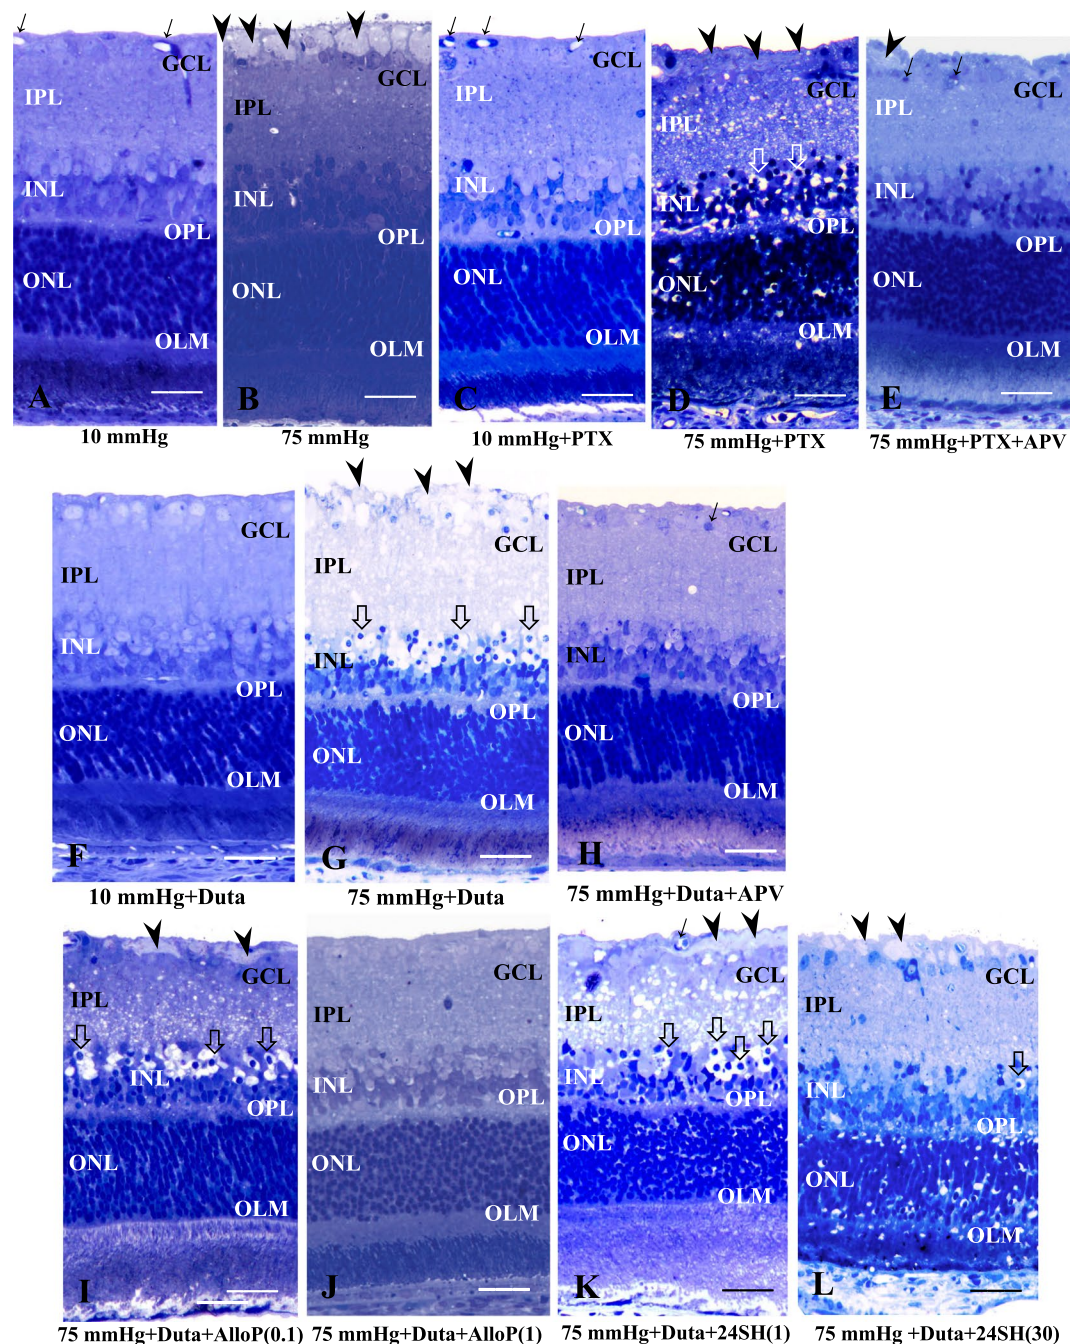 GCL
IPL
INL
OPL
ONL
OLM
A
10 mmHg
GCL
IPL
INL
OPL
ONL
OLM
B
75 mmHg
GCL
IPL
INL
OPL
ONL
OLM
C
10 mmHg+PTX
GCL
IPL
INL
OPL
ONL
OLM
D
75 mmHg+PTX
GCL
IPL
INL
OPL
ONL
OLM
E
75 mmHg+PTX+APV
GCL
IPL
INL
OPL
ONL
OLM
F
10 mmHg+Duta
GCL
IPL
INL
OPL
ONL
OLM
G
75 mmHg+Duta
GCL
IPL
INL
OPL
ONL
OLM
H
75 mmHg+Duta+APV
GCL
IPL
INL
OPL
ONL
OLM
I
75 mmHg+Duta+AlloP(0.1)
GCL
IPL
INL
OPL
ONL
OLM
J
75 mmHg+Duta+AlloP(1)
GCL
IPL
INL
OPL
ONL
OLM
K
75 mmHg+Duta+24SH(1)
GCL
IPL
INL
OPL
ONL
OLM
L
75 mmHg +Duta+24SH(30)